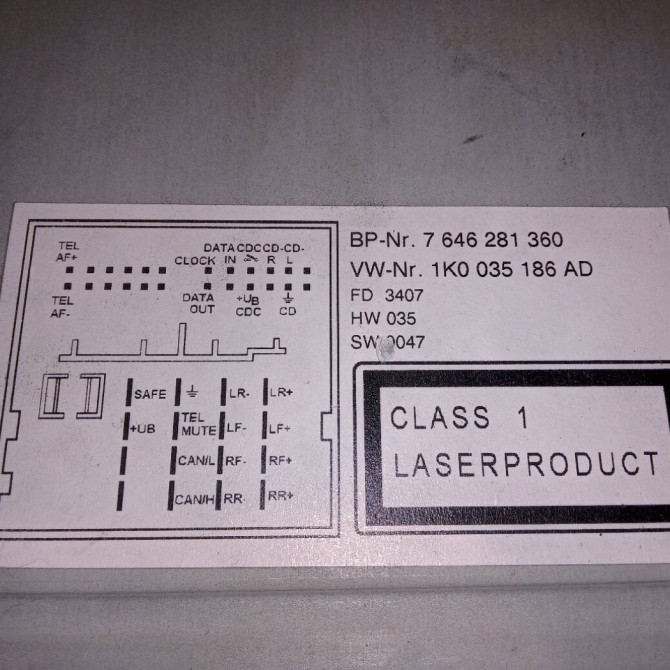 TEL
AF+
CLOCK
DATA IN
CDC
CD-R
CD-L
TEL
AF-
DATA
OUT
+UB
CDC
CD
SAFE
LR-
LR+
+UB
TEL
MUTE
LF-
LF+
CAN/L
RF-
RF+
CAN/H
RR-
RR+
BP-Nr. 7 646 281 360
VW-Nr. 1K0 035 186 AD
FD 3407
HW 035
SW 0047
CLASS 1
LASERPRODUCT